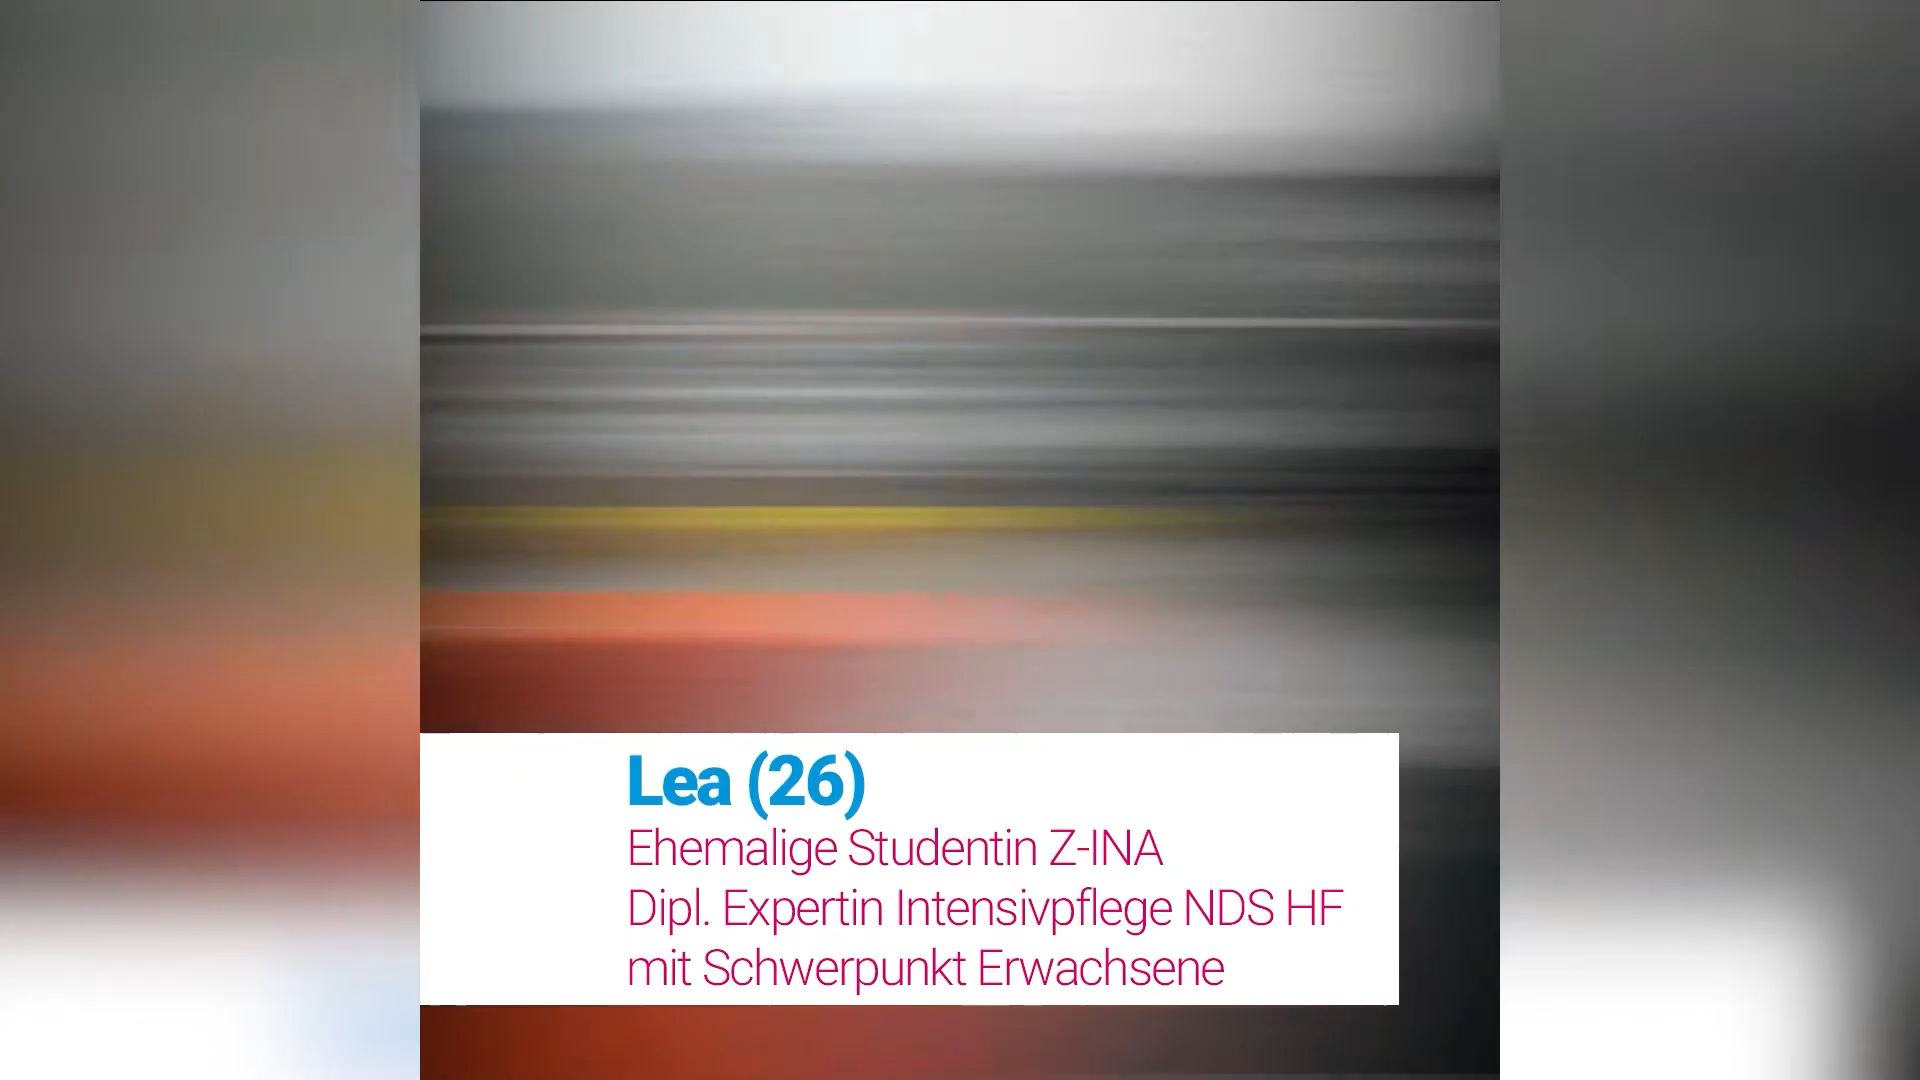 Lea (26)
Ehemalige Studentin Z-INA
Dipl. Expertin Intensivpflege NDS HF
mit Schwerpunkt Erwachsene